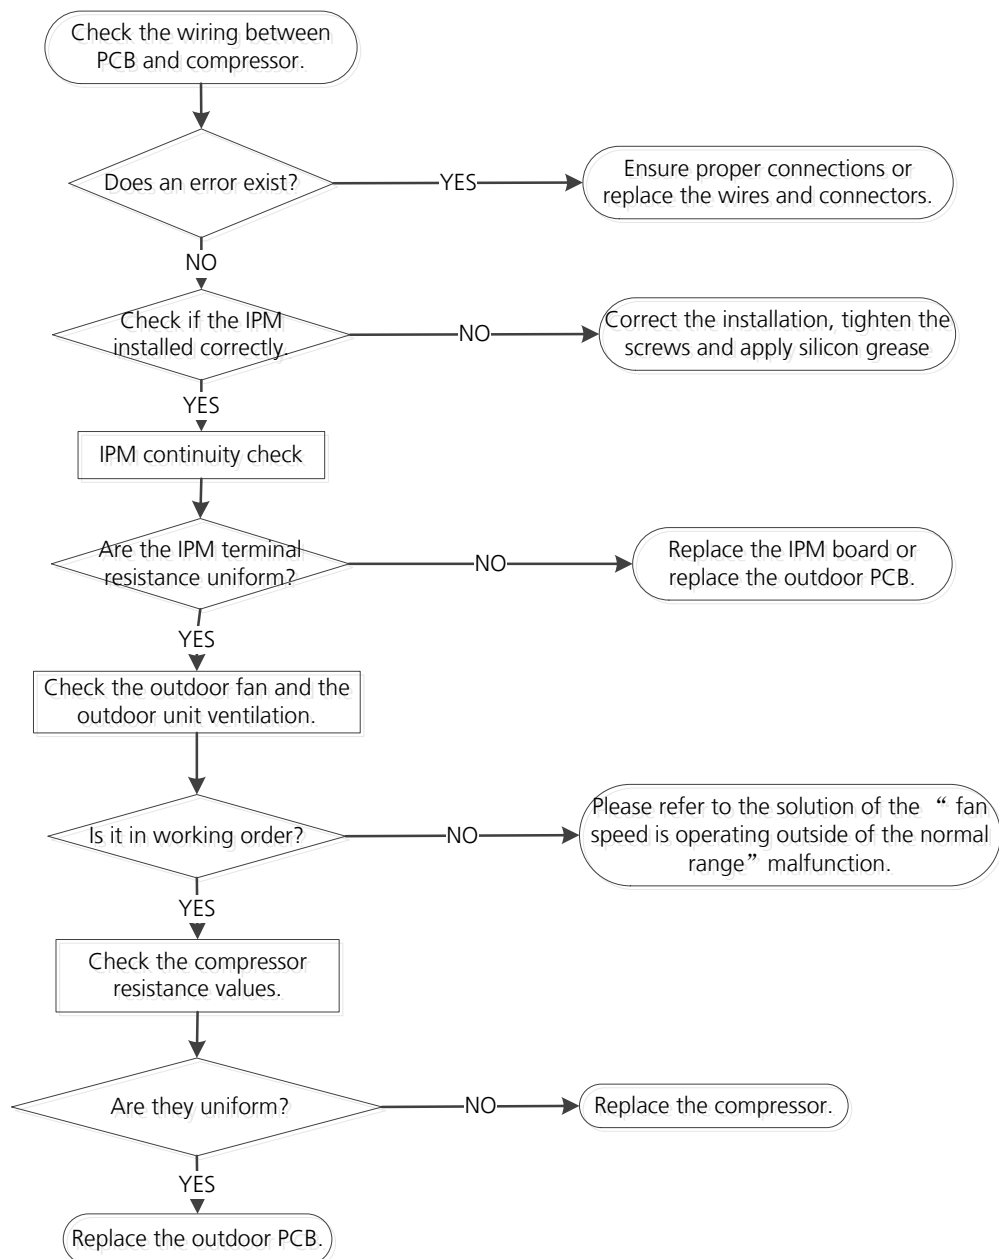 Check the wiring between
PCB and compressor.
Does an error exist?
YES
Ensure proper connections or
replace the wires and connectors.
NO
Check if the IPM
installed correctly.
NO
Correct the installation, tighten the
screws and apply silicon grease
YES
IPM continuity check
Are the IPM terminal
resistance uniform?
NO
Replace the IPM board or
replace the outdoor PCB.
YES
Check the outdoor fan and the
outdoor unit ventilation.
Is it in working order?
NO
Please refer to the solution of the “ fan
speed is operating outside of the normal
range” malfunction.
YES
Check the compressor
resistance values.
Are they uniform?
NO
Replace the compressor.
YES
Replace the outdoor PCB.